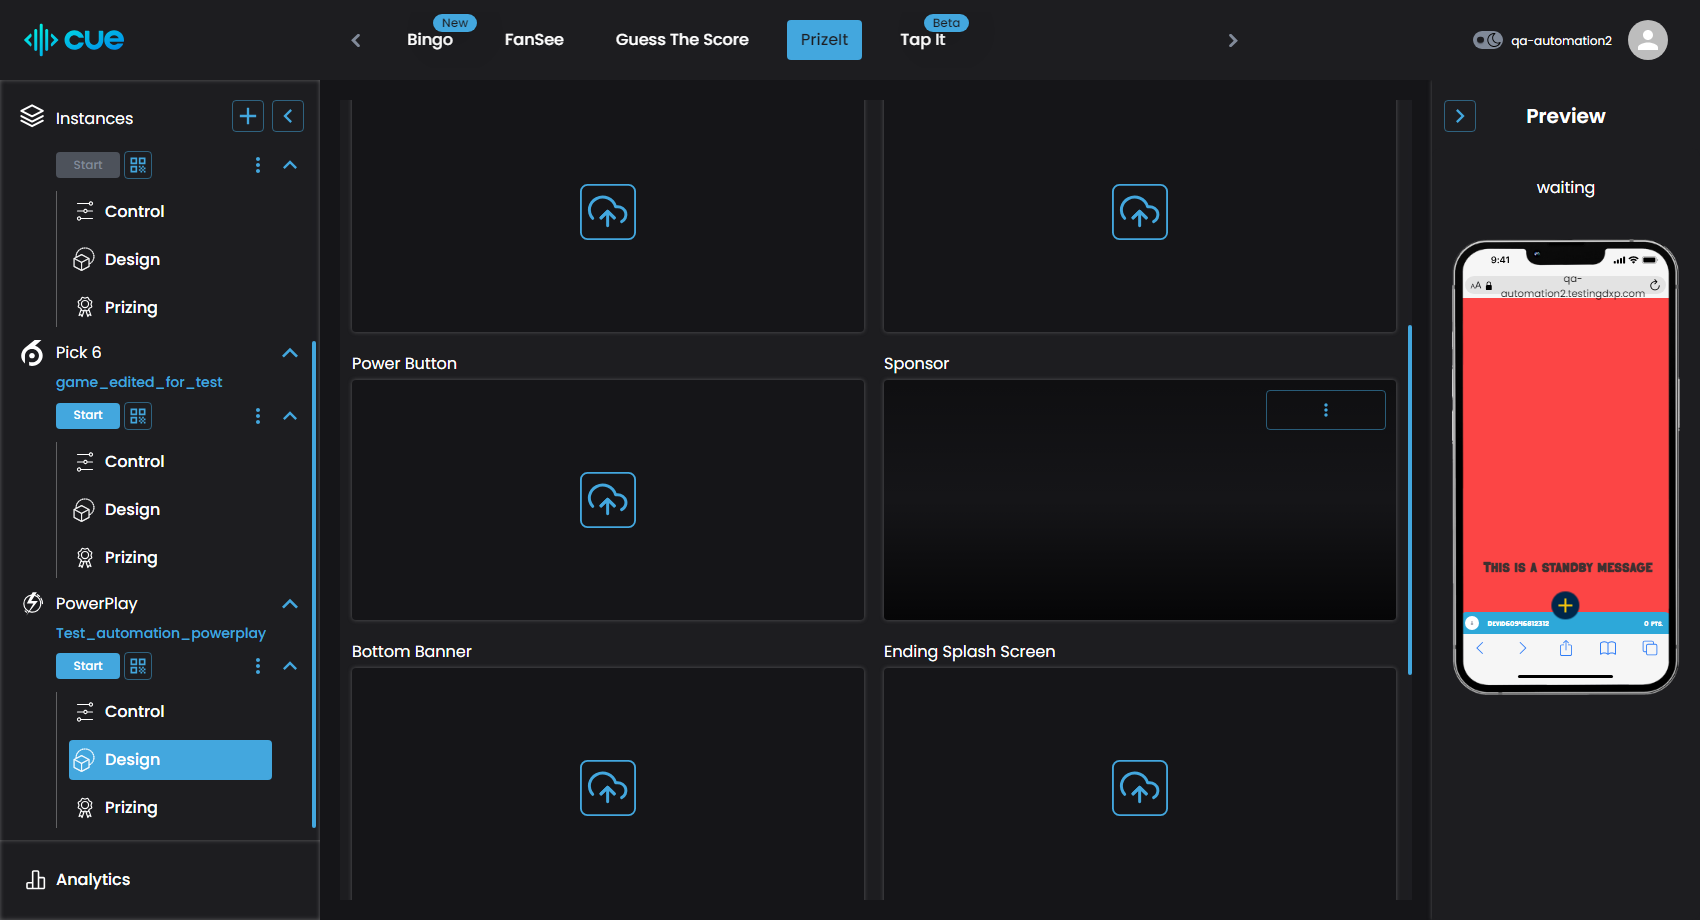 cue
Bingo
New
FanSee
Guess The Score
PrizeIt
Tap It
Beta
qa-automation2
Instances
Start
Control
Design
Prizing
Pick 6
game_edited_for_test
Start
Control
Design
Prizing
PowerPlay
Test_automation_powerplay
Start
Control
Design
Prizing
Analytics
Power Button
Sponsor
Bottom Banner
Ending Splash Screen
Preview
waiting
9:41
AA
qa-
automation2.testingdxp.com
This is a standby message
0 PTS.